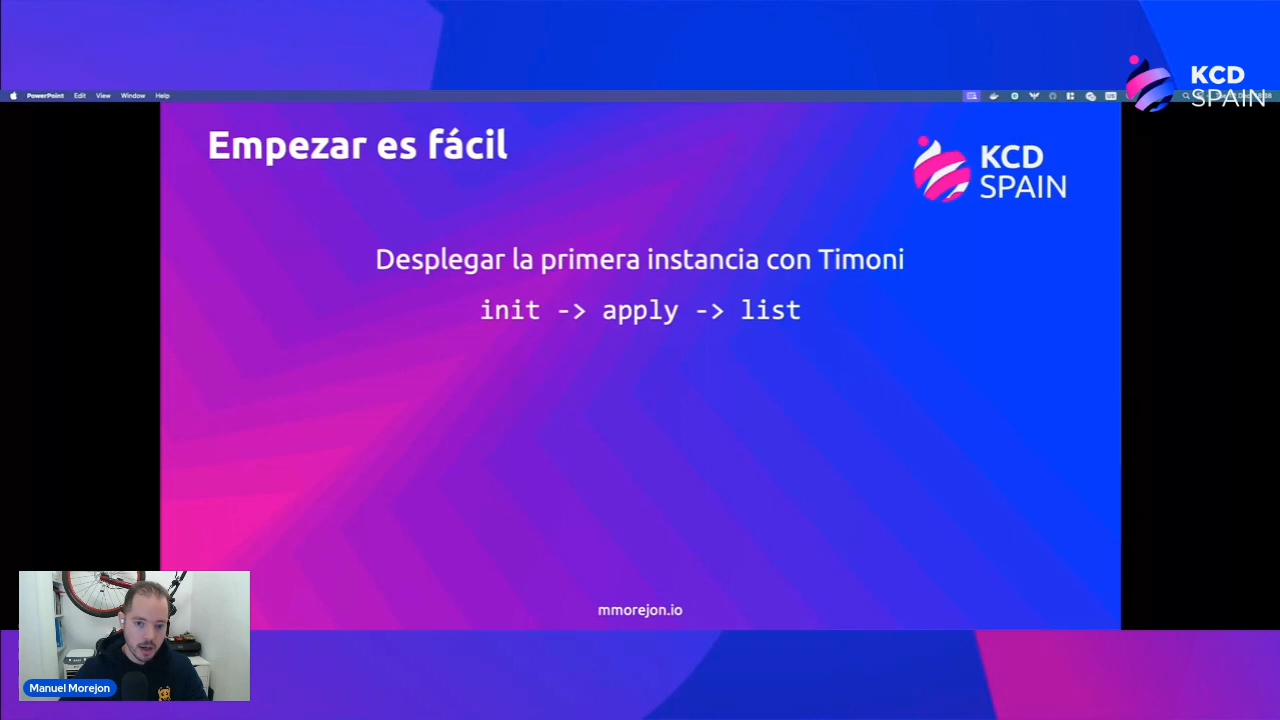 KCD
SPAIN
PowerPoint Edit View Window Help
Empezar es fácil
KCD
SPAIN
Desplegar la primera instancia con Timoni
init -> apply -> list
mmorejon.io
Manuel Morejon